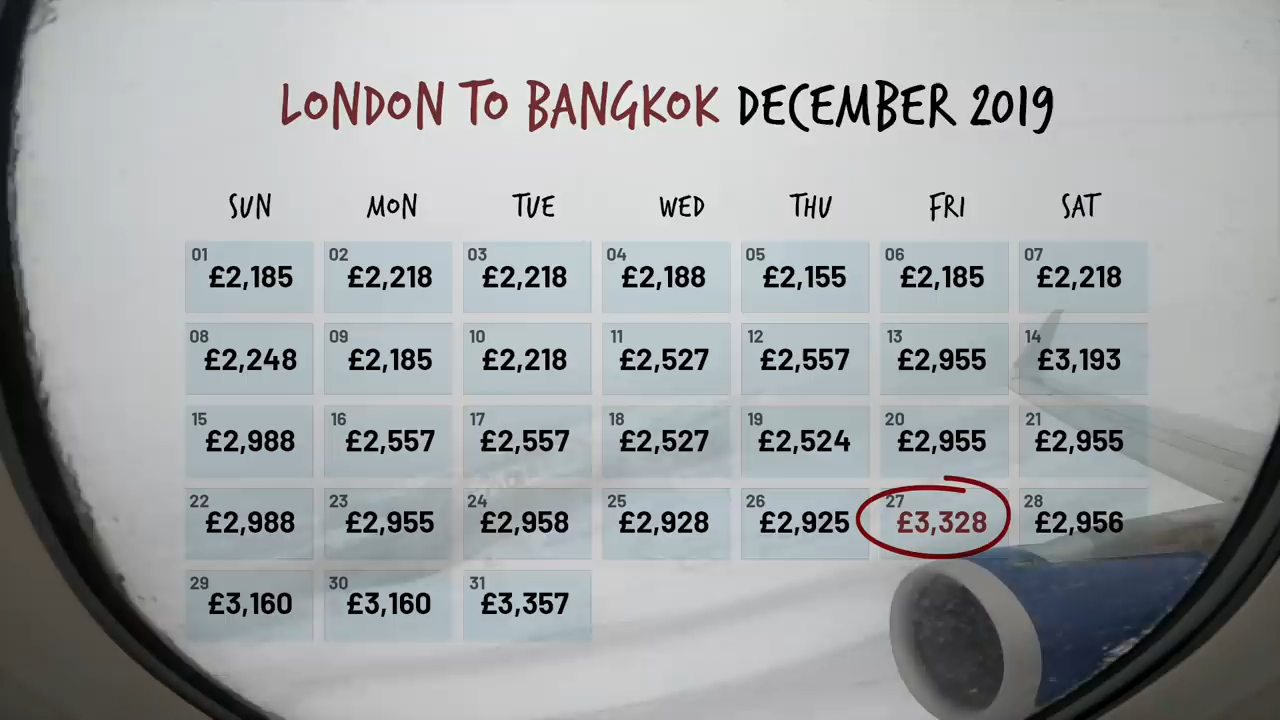 LONDON TO BANGKOK DECEMBER 2019
SUN MON TUE WED THU FRI SAT
01 02 03 04 05 06 07
£2,185 £2,218 £2,218 £2,188 £2,155 £2,185 £2,218
08 09 10 11 12 13 14
£2,248 £2,185 £2,218 £2,527 £2,557 £2,955 £3,193
15 16 17 18 19 20 21
£2,988 £2,557 £2,557 £2,527 £2,524 £2,955 £2,955
22 23 24 25 26 27 28
£2,988 £2,955 £2,958 £2,928 £2,925 £3,328 £2,956
29 30 31
£3,160 £3,160 £3,357